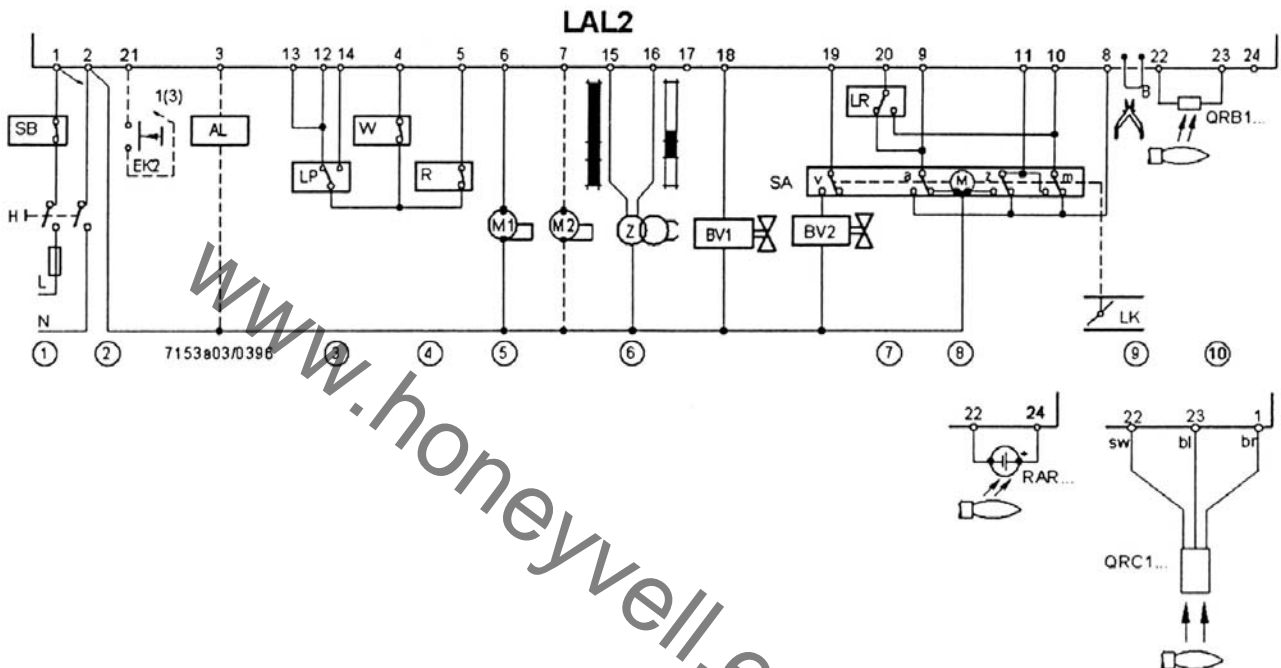 LAL2
1 2 21 3 13 12 14 4 5 6 7 15 16 17 18 19 20 9 11 10 8 22 23 24
1(3) B
SB AL W LR QRB1...
EK2
LP R SA v a M z m
H M1 M2 Z BV1 BV2
L
N LK
1 2 7153a03/0396 3 4 5 6 7 8 9 10
www.honeyvell.e
22 24 22 23 1
sw bl br
+
RAR...
QRC1...